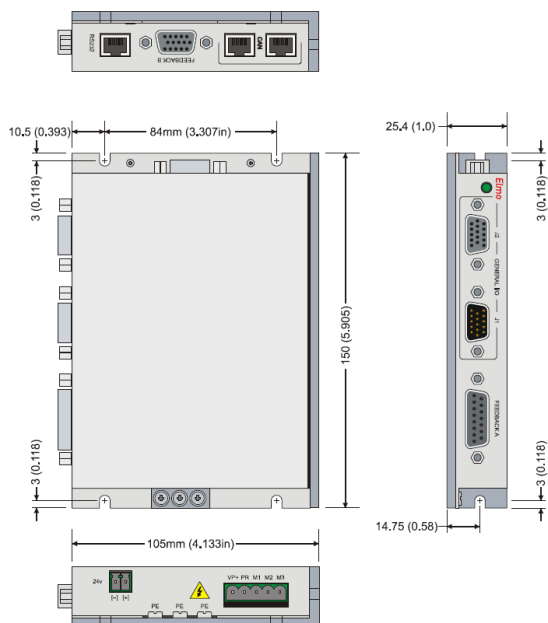 RS232
FEEDBACK B
CAN
10.5 (0.393)
84mm (3.307in)
25.4 (1.0)
3 (0.118)
3 (0.118)
Elmo
J2
GENERAL I/O
J1
FEEDBACK A
150 (5.905)
3 (0.118)
3 (0.118)
14.75 (0.58)
105mm (4.133in)
24v
[-] [+]
PE PE PE
VP+ PR M1 M2 M3